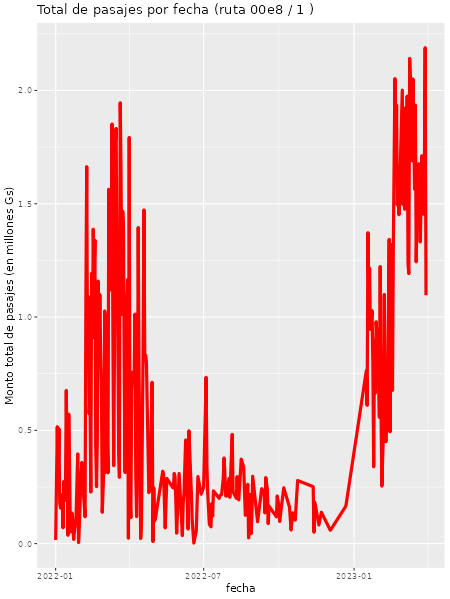 Total de pasajes por fecha (ruta 00e8 / 1 )
Monto total de pasajes (en millones Gs)
2.0
1.5
1.0
0.5
0.0
2022-01
2022-07
2023-01
fecha